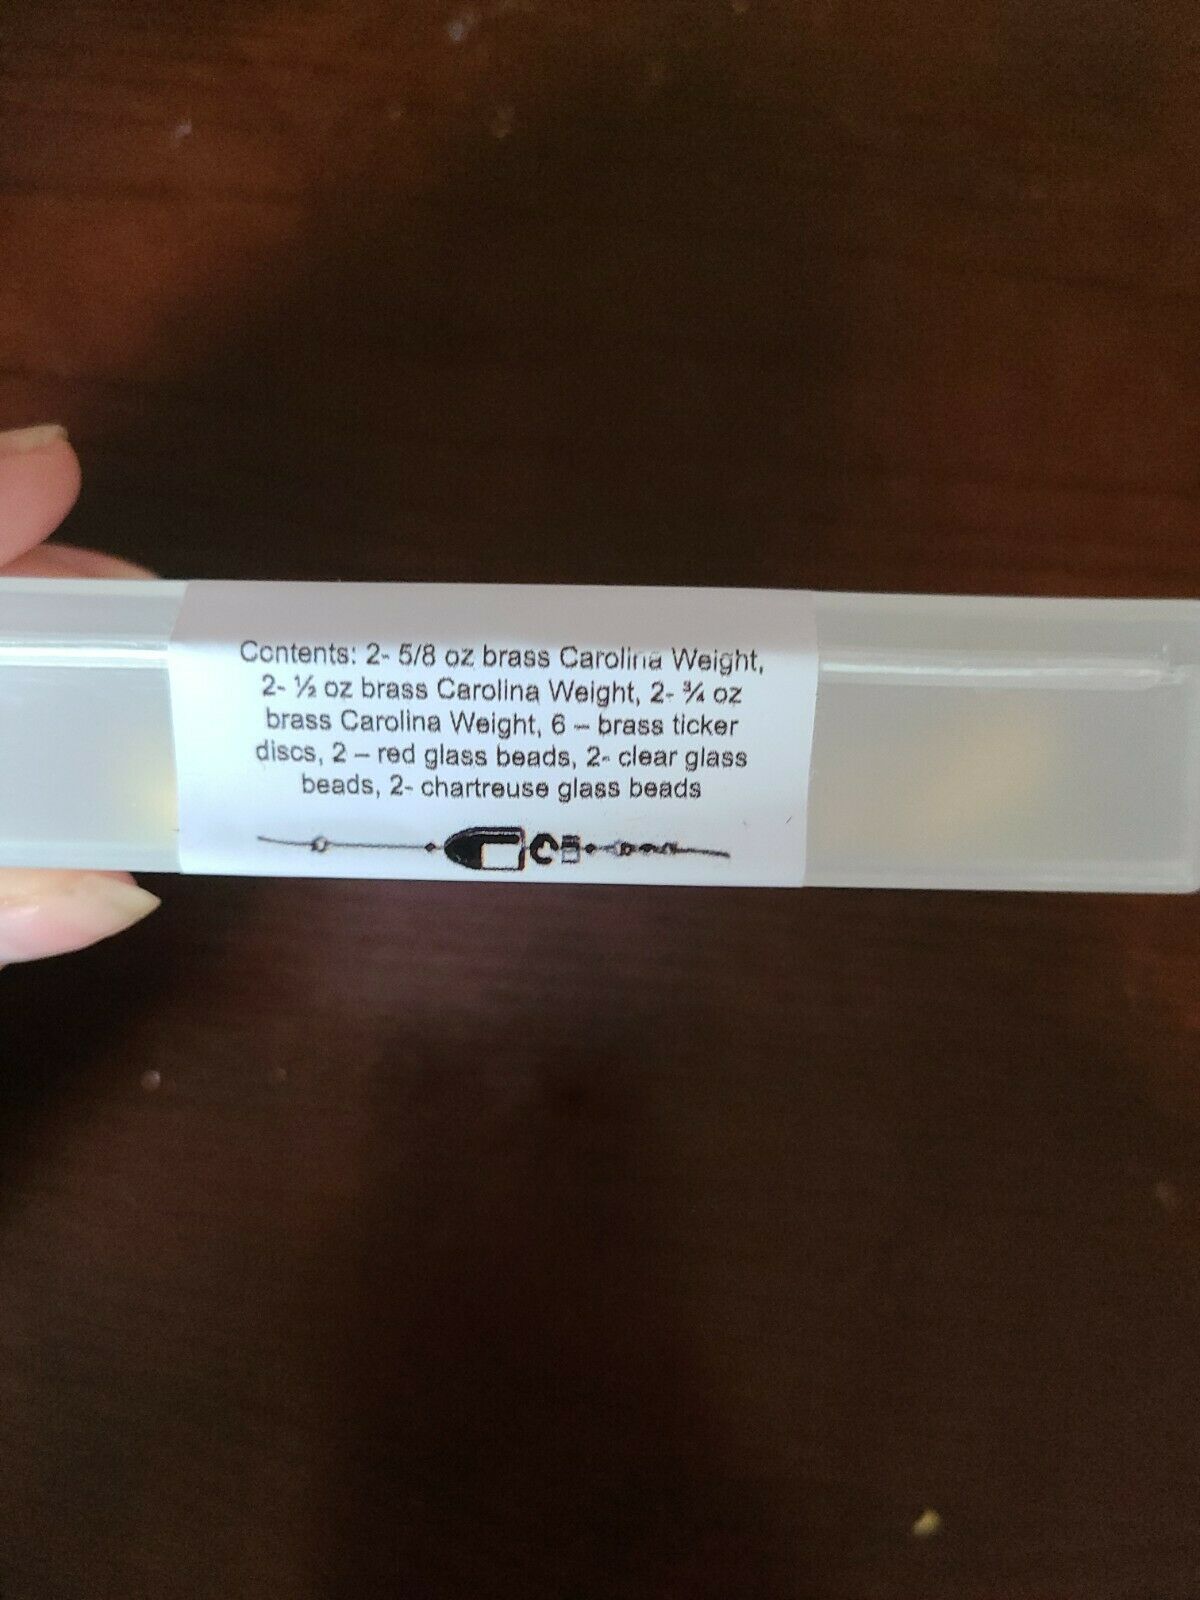 Contents: 2- 5/8 oz brass Carolina Weight,
2- ½ oz brass Carolina Weight, 2- ¾ oz
brass Carolina Weight, 6 – brass ticker
discs, 2 – red glass beads, 2- clear glass
beads, 2- chartreuse glass beads